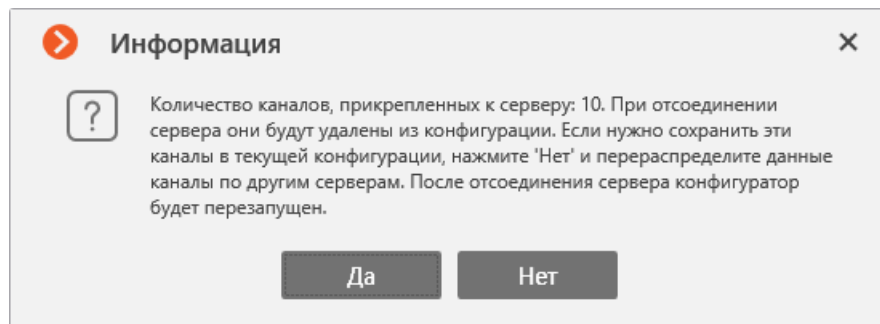 Информация
Количество каналов, прикрепленных к серверу: 10. При отсоединении
сервера они будут удалены из конфигурации. Если нужно сохранить эти
каналы в текущей конфигурации, нажмите 'Нет' и перераспределите данные
каналы по другим серверам. После отсоединения сервера конфигуратор
будет перезапущен.
Да
Нет